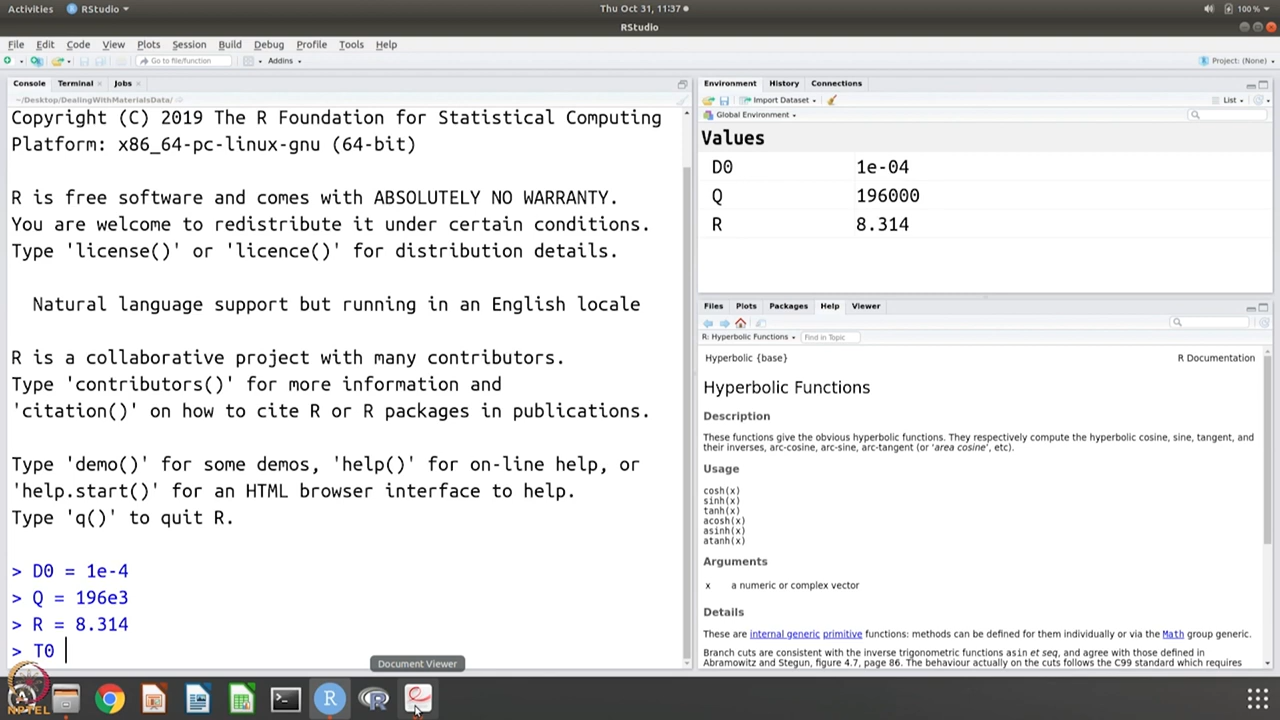 Activities RStudio Thu Oct 31, 11:37 100 %
RStudio
File Edit Code View Plots Session Build Debug Profile Tools Help
Go to file/function Addins Project: (None)
Console Terminal Jobs
~/Desktop/DealingWithMaterialsData/
Copyright (C) 2019 The R Foundation for Statistical Computing
Platform: x86_64-pc-linux-gnu (64-bit)
R is free software and comes with ABSOLUTELY NO WARRANTY.
You are welcome to redistribute it under certain conditions.
Type 'license()' or 'licence()' for distribution details.
Natural language support but running in an English locale
R is a collaborative project with many contributors.
Type 'contributors()' for more information and
'citation()' on how to cite R or R packages in publications.
Type 'demo()' for some demos, 'help()' for on-line help, or
'help.start()' for an HTML browser interface to help.
Type 'q()' to quit R.
> D0 = 1e-4
> Q = 196e3
> R = 8.314
> T0
Environment History Connections
Import Dataset List
Global Environment
Values
D0 1e-04
Q 196000
R 8.314
Files Plots Packages Help Viewer
R: Hyperbolic Functions Find in Topic
Hyperbolic {base} R Documentation
Hyperbolic Functions
Description
These functions give the obvious hyperbolic functions. They respectively compute the hyperbolic cosine, sine, tangent, and
their inverses, arc-cosine, arc-sine, arc-tangent (or 'area cosine', etc).
Usage
cosh(x)
sinh(x)
tanh(x)
acosh(x)
asinh(x)
atanh(x)
Arguments
x a numeric or complex vector
Details
These are internal generic primitive functions: methods can be defined for them individually or via the Math group generic.
Branch cuts are consistent with the inverse trigonometric functions asin et seq, and agree with those defined in
Abramowitz and Stegun, figure 4.7, page 86. The behaviour actually on the cuts follows the C99 standard which requires
Document Viewer
NPTEL